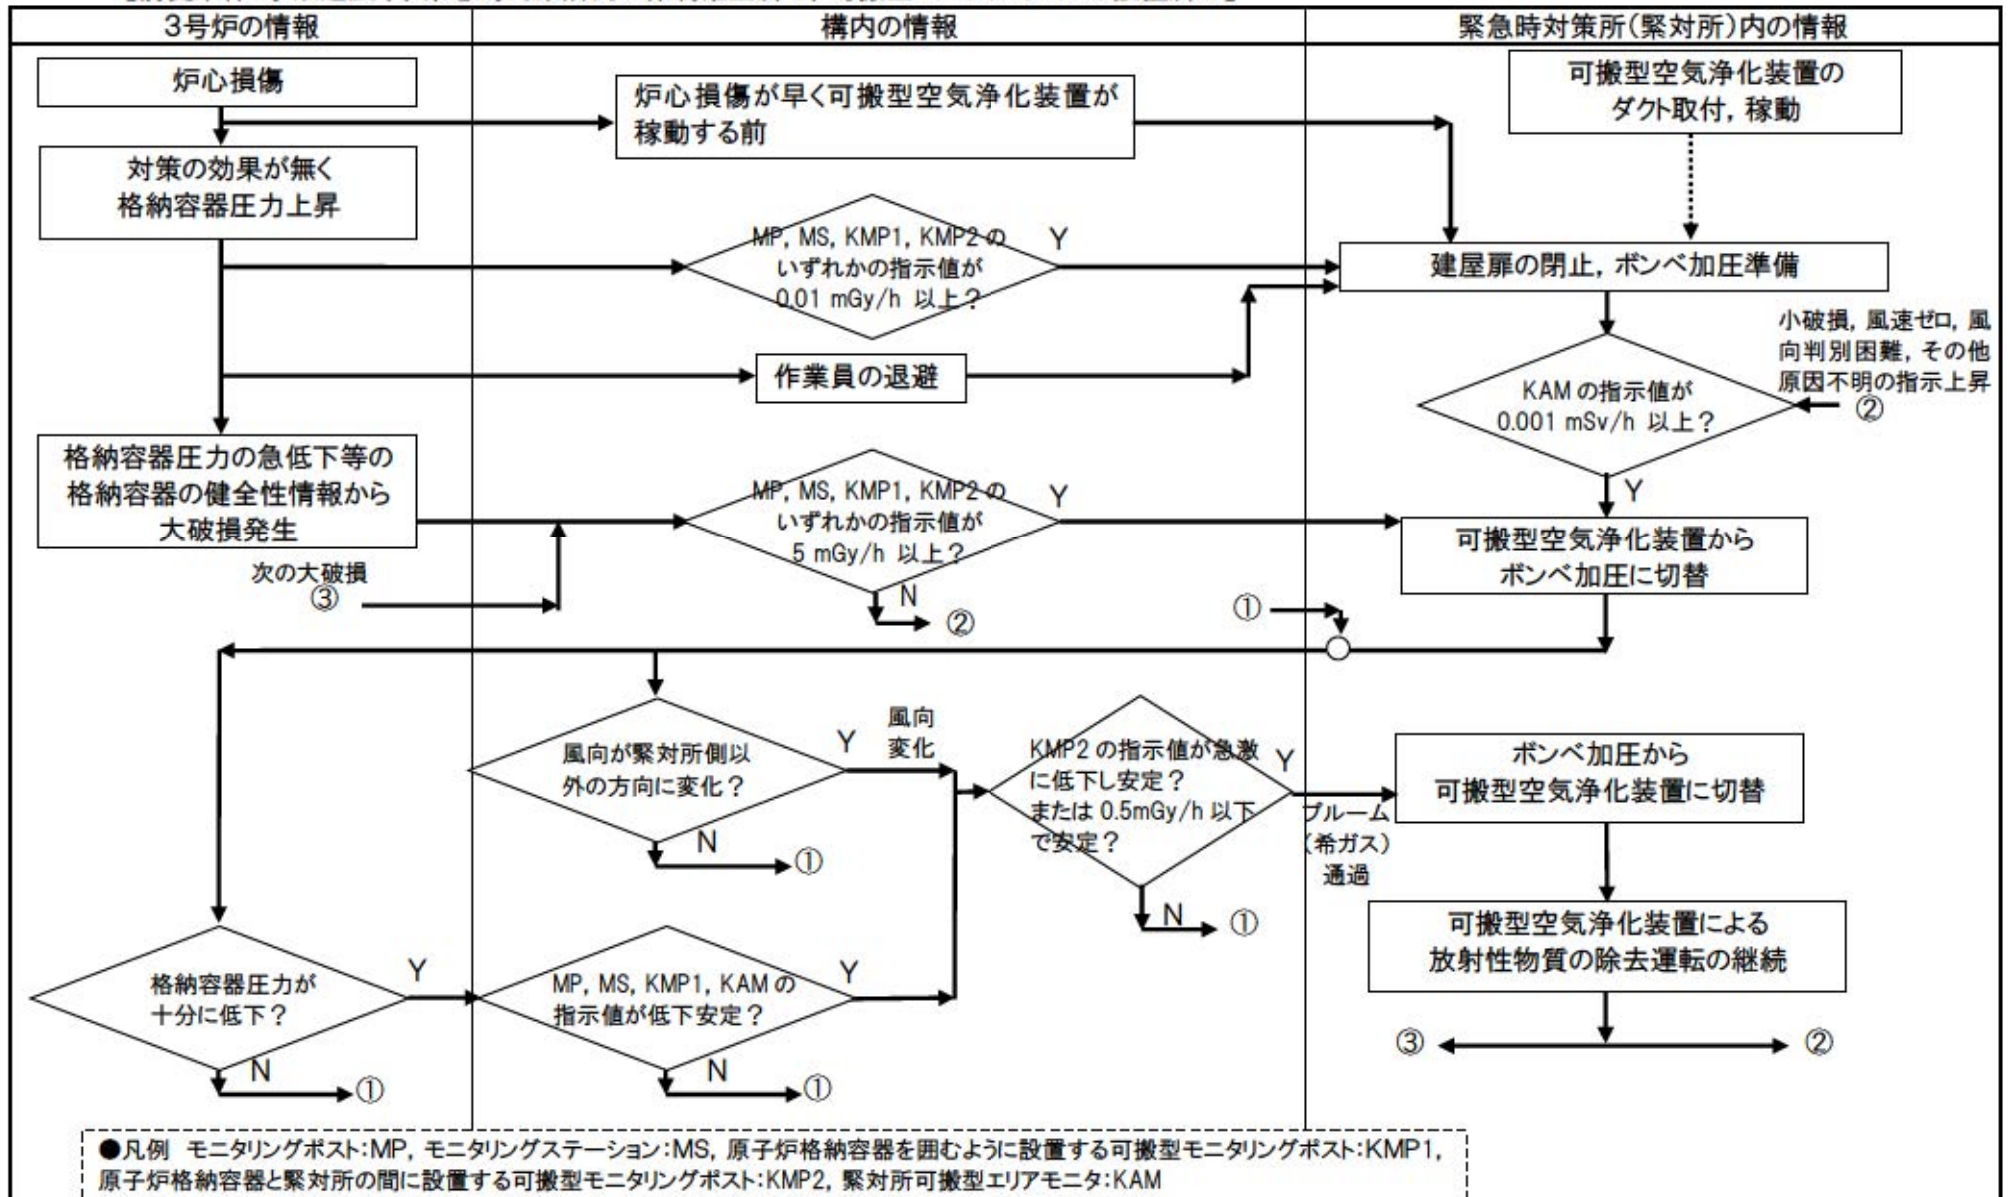 3号炉の情報
構内の情報
緊急時対策所(緊対所)内の情報
炉心損傷
炉心損傷が早く可搬型空気浄化装置が
稼動する前
可搬型空気浄化装置の
ダクト取付, 稼動
対策の効果が無く
格納容器圧力上昇
MP, MS, KMP1, KMP2 の
いずれかの指示値が
0.01 mGy/h 以上?
Y
建屋扉の閉止, ボンベ加圧準備
作業員の退避
小破損, 風速ゼロ, 風
向判別困難, その他
原因不明の指示上昇
②
KAM の指示値が
0.001 mSv/h 以上?
Y
格納容器圧力の急低下等の
格納容器の健全性情報から
大破損発生
次の大破損
③
MP, MS, KMP1, KMP2 の
いずれかの指示値が
5 mGy/h 以上?
Y
N
②
可搬型空気浄化装置から
ボンベ加圧に切替
①
風向が緊対所側以
外の方向に変化?
Y
N
①
風向
変化
KMP2 の指示値が急激
に低下し安定?
または 0.5mGy/h 以下
で安定?
Y
N
①
プルーム
(希ガス)
通過
ボンベ加圧から
可搬型空気浄化装置に切替
可搬型空気浄化装置による
放射性物質の除去運転の継続
③
②
格納容器圧力が
十分に低下?
Y
N
①
MP, MS, KMP1, KAM の
指示値が低下安定?
Y
N
①
●凡例 モニタリングポスト:MP, モニタリングステーション:MS, 原子炉格納容器を囲むように設置する可搬型モニタリングポスト:KMP1,
原子炉格納容器と緊対所の間に設置する可搬型モニタリングポスト:KMP2, 緊対所可搬型エリアモニタ:KAM